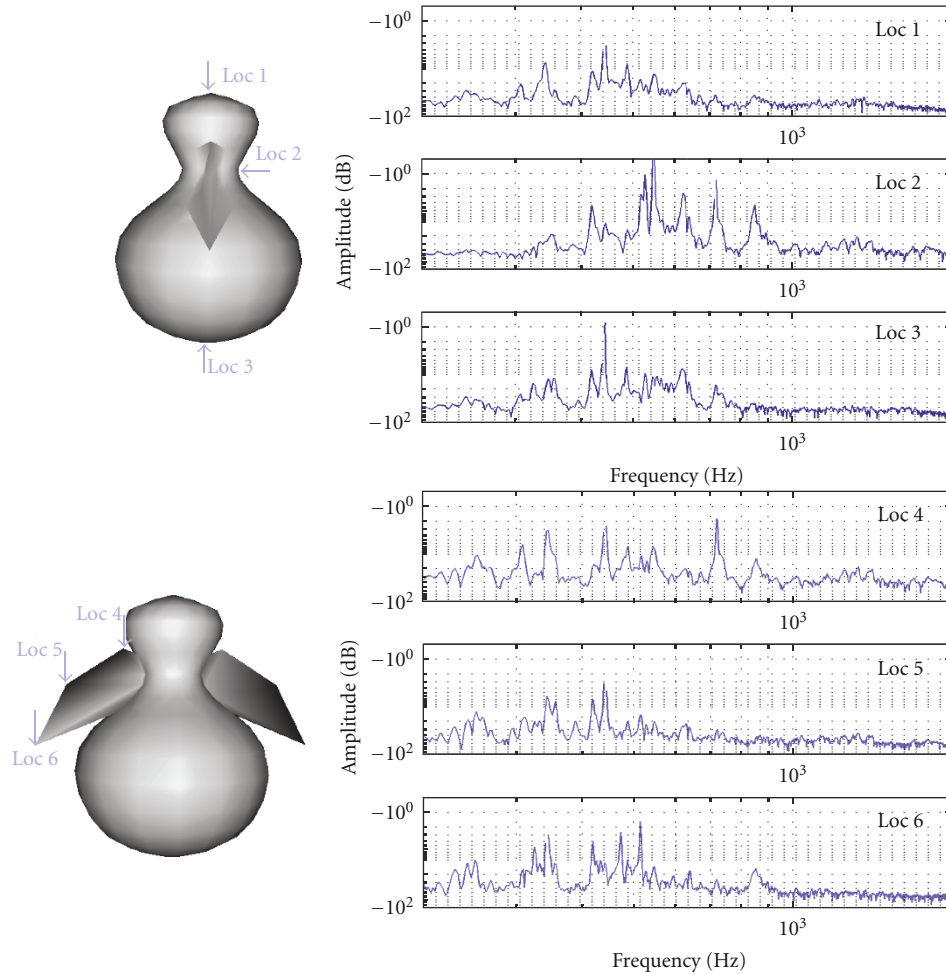 Loc 1
Loc 2
Loc 3
Loc 4
Loc 5
Loc 6
Amplitude (dB)
−10⁰
−10²
Loc 1
10³
−10⁰
−10²
Loc 2
10³
−10⁰
−10²
Loc 3
10³
Frequency (Hz)
Amplitude (dB)
−10⁰
−10²
Loc 4
10³
−10⁰
−10²
Loc 5
10³
−10⁰
−10²
Loc 6
10³
Frequency (Hz)